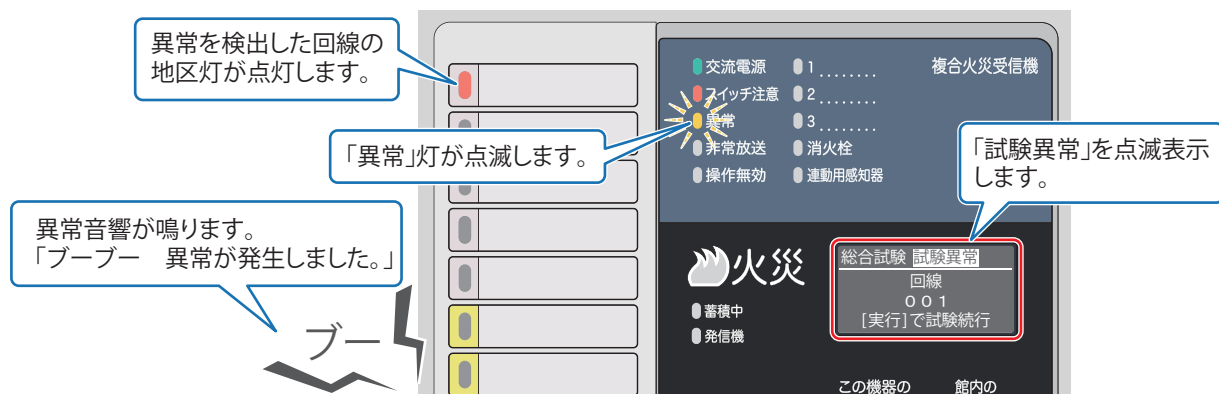 異常を検出した回線の
地区灯が点灯します。
「異常」灯が点滅します。
異常音響が鳴ります。
「ブーブー　異常が発生しました。」
ブー
交流電源
スイッチ注意
異常
非常放送
操作無効
1 ........
2 ........
3 ........
消火栓
連動用感知器
複合火災受信機
「試験異常」を点滅表示
します。
火災
蓄積中
発信機
総合試験 試験異常
回線
００１
[実行]で試験続行
この機器の
館内の